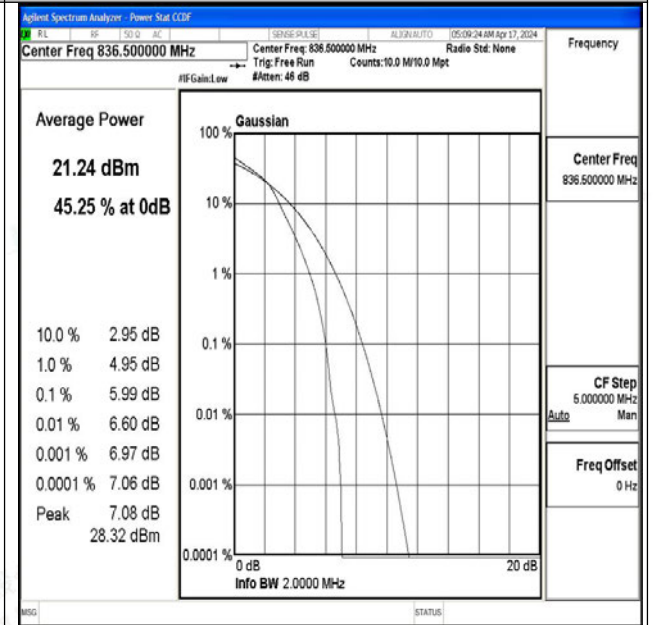 Agilent Spectrum Analyzer - Power Stat CCDF
RL RF 50 Ω AC SENSE:PULSE ALIGN AUTO 05:09:24 AM Apr 17, 2024
Center Freq 836.500000 MHz
Center Freq: 836.500000 MHz Radio Std: None
Trig: Free Run Counts:10.0 M/10.0 Mpt
#IFGain:Low #Atten: 46 dB
Frequency
Average Power
21.24 dBm
45.25 % at 0dB
10.0 % 2.95 dB
1.0 % 4.95 dB
0.1 % 5.99 dB
0.01 % 6.60 dB
0.001 % 6.97 dB
0.0001 % 7.06 dB
Peak 7.08 dB
28.32 dBm
Gaussian
100 %
10 %
1 %
0.1 %
0.01 %
0.001 %
0.0001 %
0 dB 20 dB
Info BW 2.0000 MHz
Center Freq
836.500000 MHz
CF Step
5.000000 MHz
Auto Man
Freq Offset
0 Hz
MSG STATUS